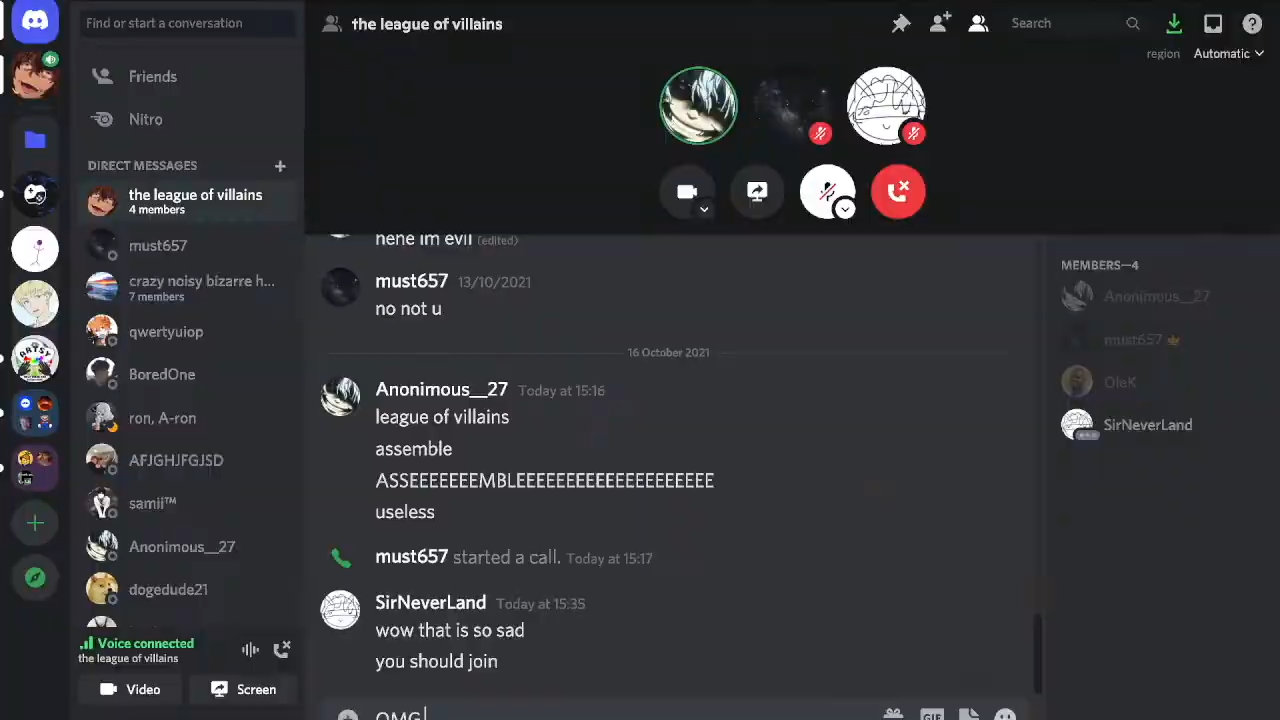 Find or start a conversation
the league of villains
Search
region
Automatic
Friends
Nitro
DIRECT MESSAGES
the league of villains
4 members
must657
crazy noisy bizarre h...
7 members
qwertyuiop
BoredOne
ron, A-ron
AFJGHJFGJSD
samii™
Anonimous__27
dogedude21
Voice connected
the league of villains
Video
Screen
hehe im evil (edited)
must657 13/10/2021
no not u
16 October 2021
Anonimous__27 Today at 15:16
league of villains
assemble
ASSEEEEEEEMBLEEEEEEEEEEEEEEEEEEEE
useless
must657 started a call. Today at 15:17
SirNeverLand Today at 15:35
wow that is so sad
you should join
OMG
GIF
MEMBERS—4
Anonimous__27
must657
OleK
SirNeverLand